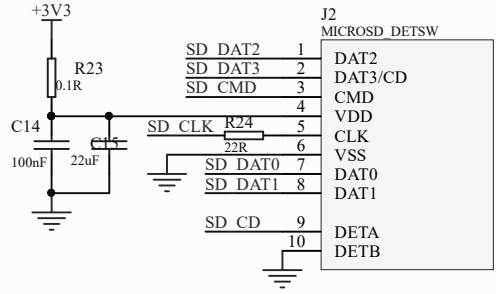 +3V3
J2
MICROSD_DETSW
R23
0.1R
SD_DAT2 1 DAT2
SD_DAT3 2 DAT3/CD
SD_CMD 3 CMD
4 VDD
C14
C15
SD_CLK R24 5 CLK
100nF
22uF
22R
6 VSS
SD_DAT0 7 DAT0
SD_DAT1 8 DAT1
SD_CD 9 DETA
10 DETB